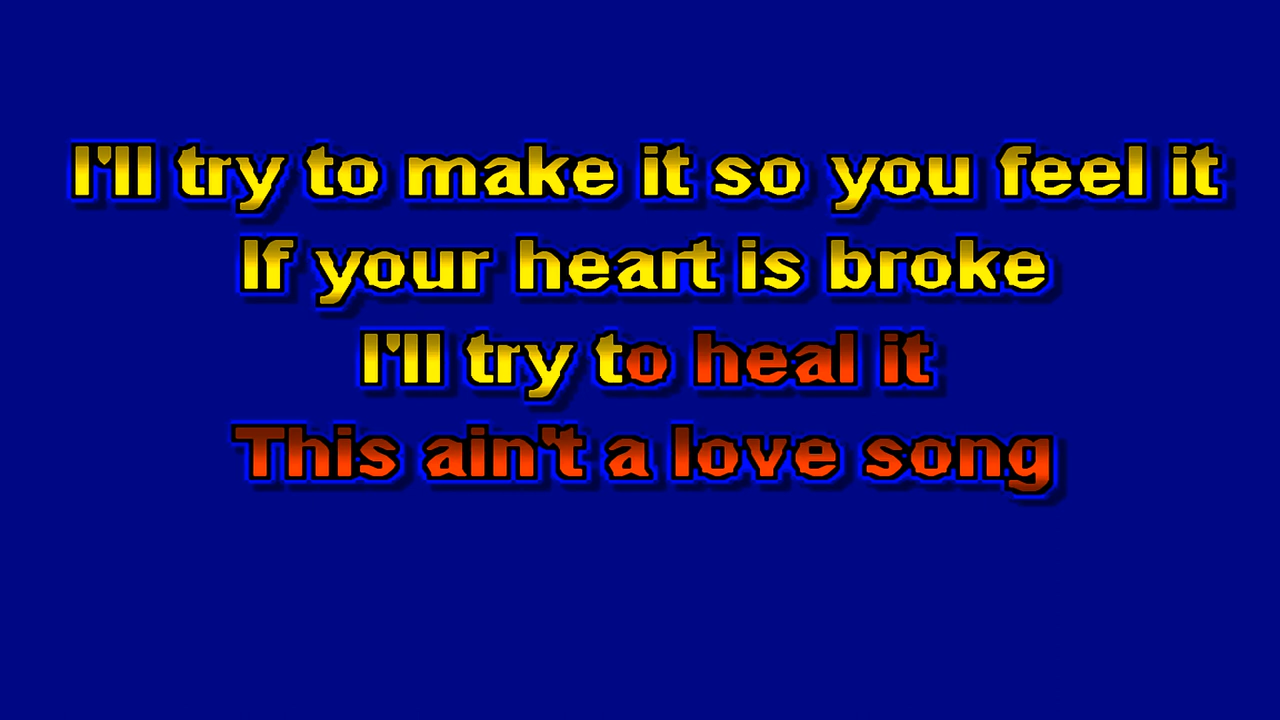 I'll try to make it so you feel it
If your heart is broke
I'll try to heal it
This ain't a love song